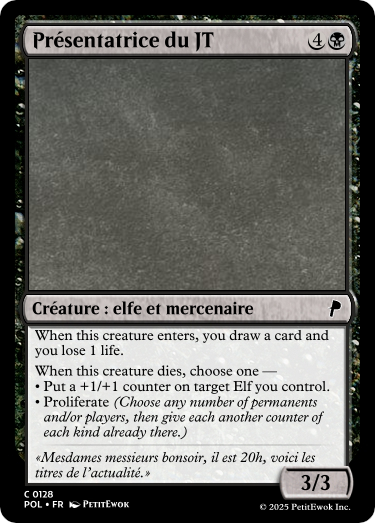 Présentatrice du JT 4
Créature : elfe et mercenaire
When this creature enters, you draw a card and
you lose 1 life.
When this creature dies, choose one —
• Put a +1/+1 counter on target Elf you control.
• Proliferate (Choose any number of permanents
and/or players, then give each another counter of
each kind already there.)
«Mesdames messieurs bonsoir, il est 20h, voici les
titres de l'actualité.»
3/3
C 0128
POL • FR PetitEwok
© 2025 PetitEwok Inc.